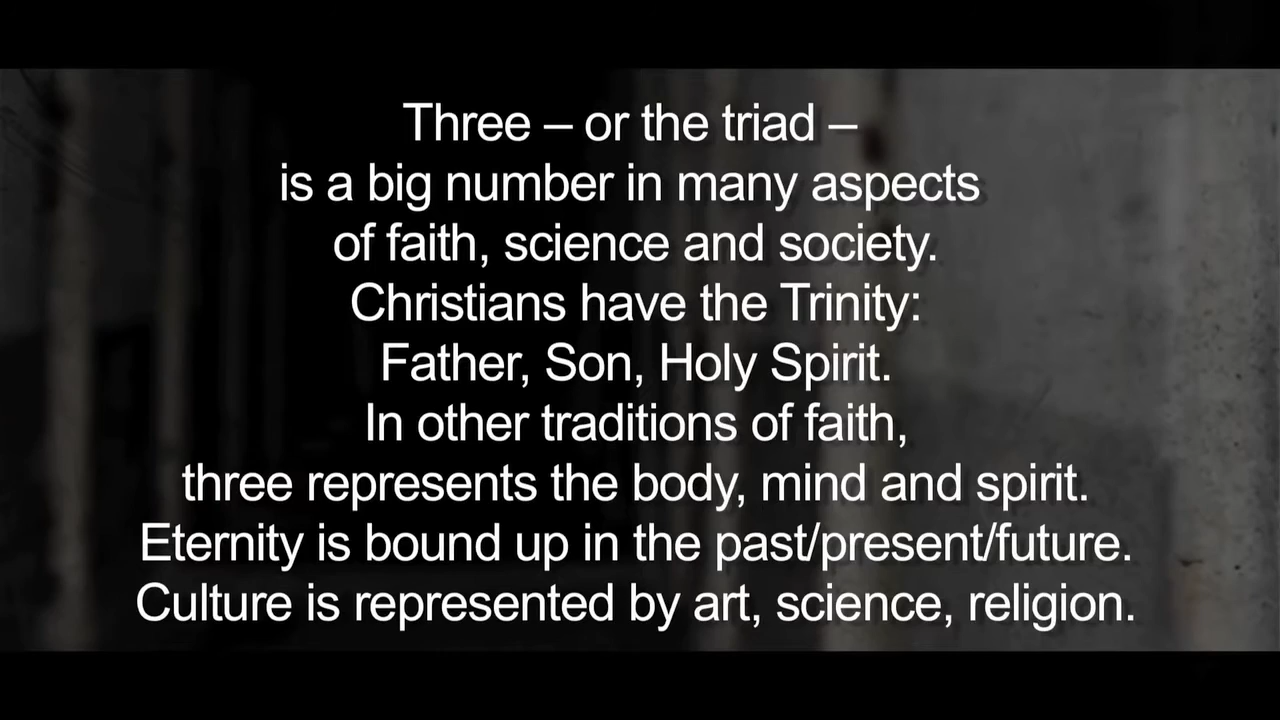 Three – or the triad –
is a big number in many aspects
of faith, science and society.
Christians have the Trinity:
Father, Son, Holy Spirit.
In other traditions of faith,
three represents the body, mind and spirit.
Eternity is bound up in the past/present/future.
Culture is represented by art, science, religion.